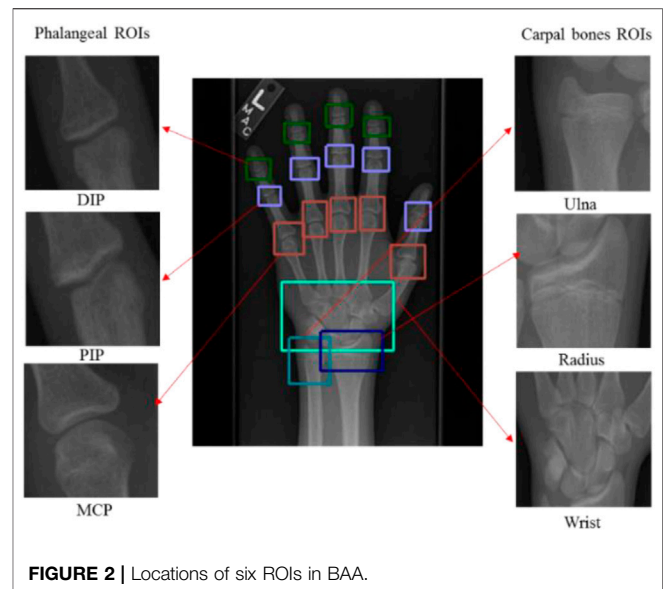 Phalangeal ROIs
Carpal bones ROIs
L
MAC
DIP
Ulna
PIP
Radius
MCP
Wrist
FIGURE 2 | Locations of six ROIs in BAA.